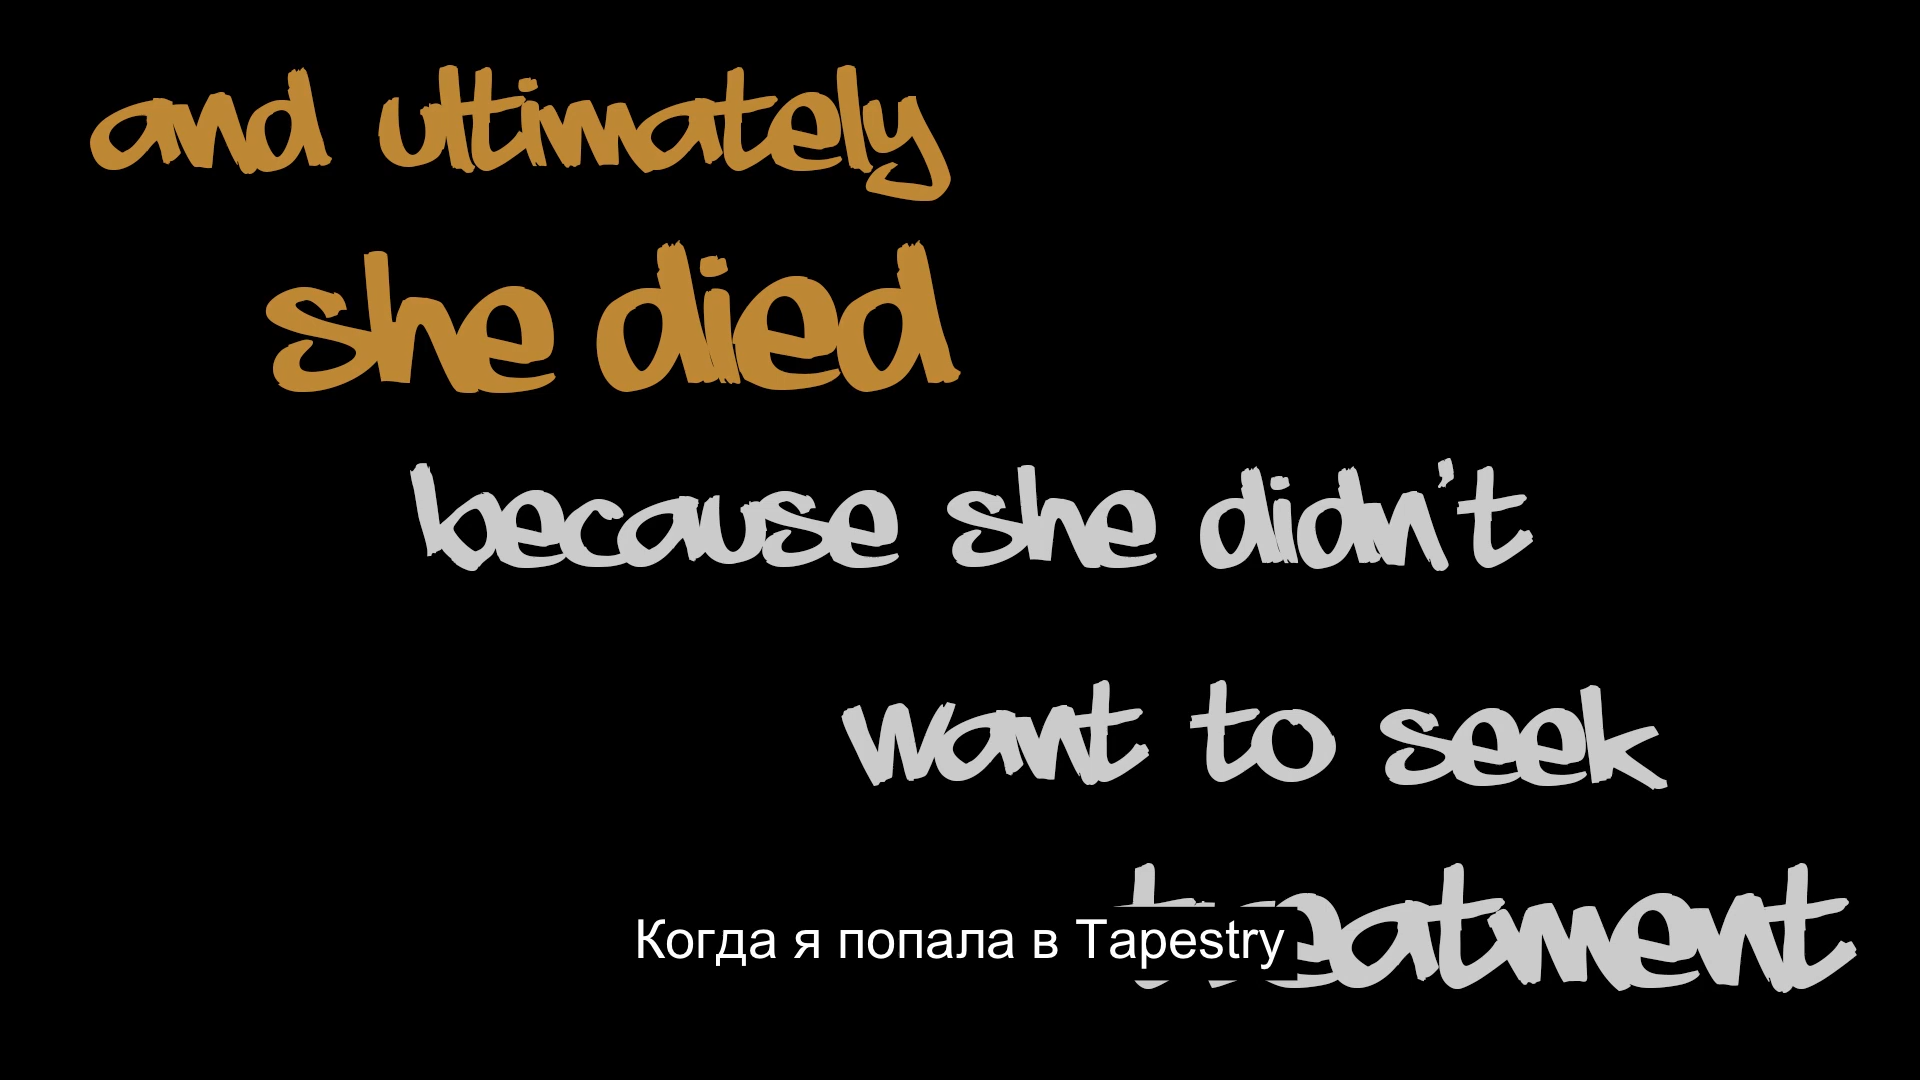 and ultimately
she died
because she didn't
want to seek
treatment
Когда я попала в Tapestry